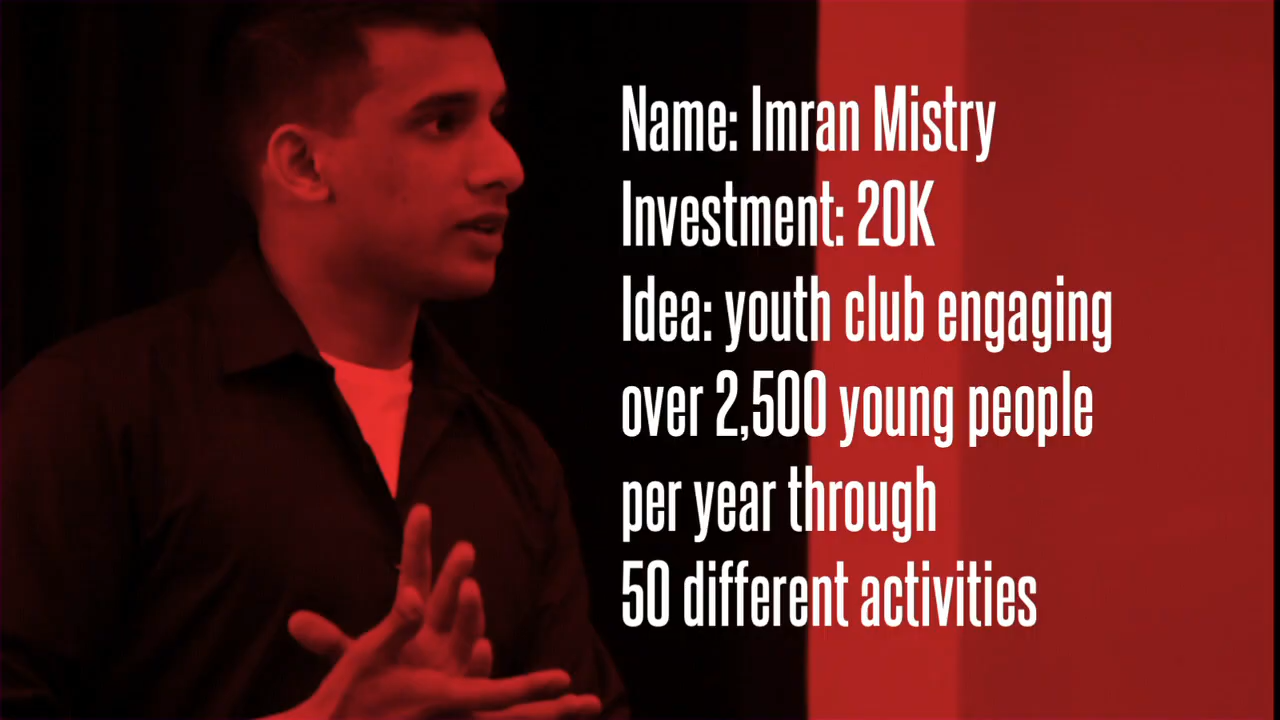 Name: Imran Mistry
Investment: 20K
Idea: youth club engaging
over 2,500 young people
per year through
50 different activities